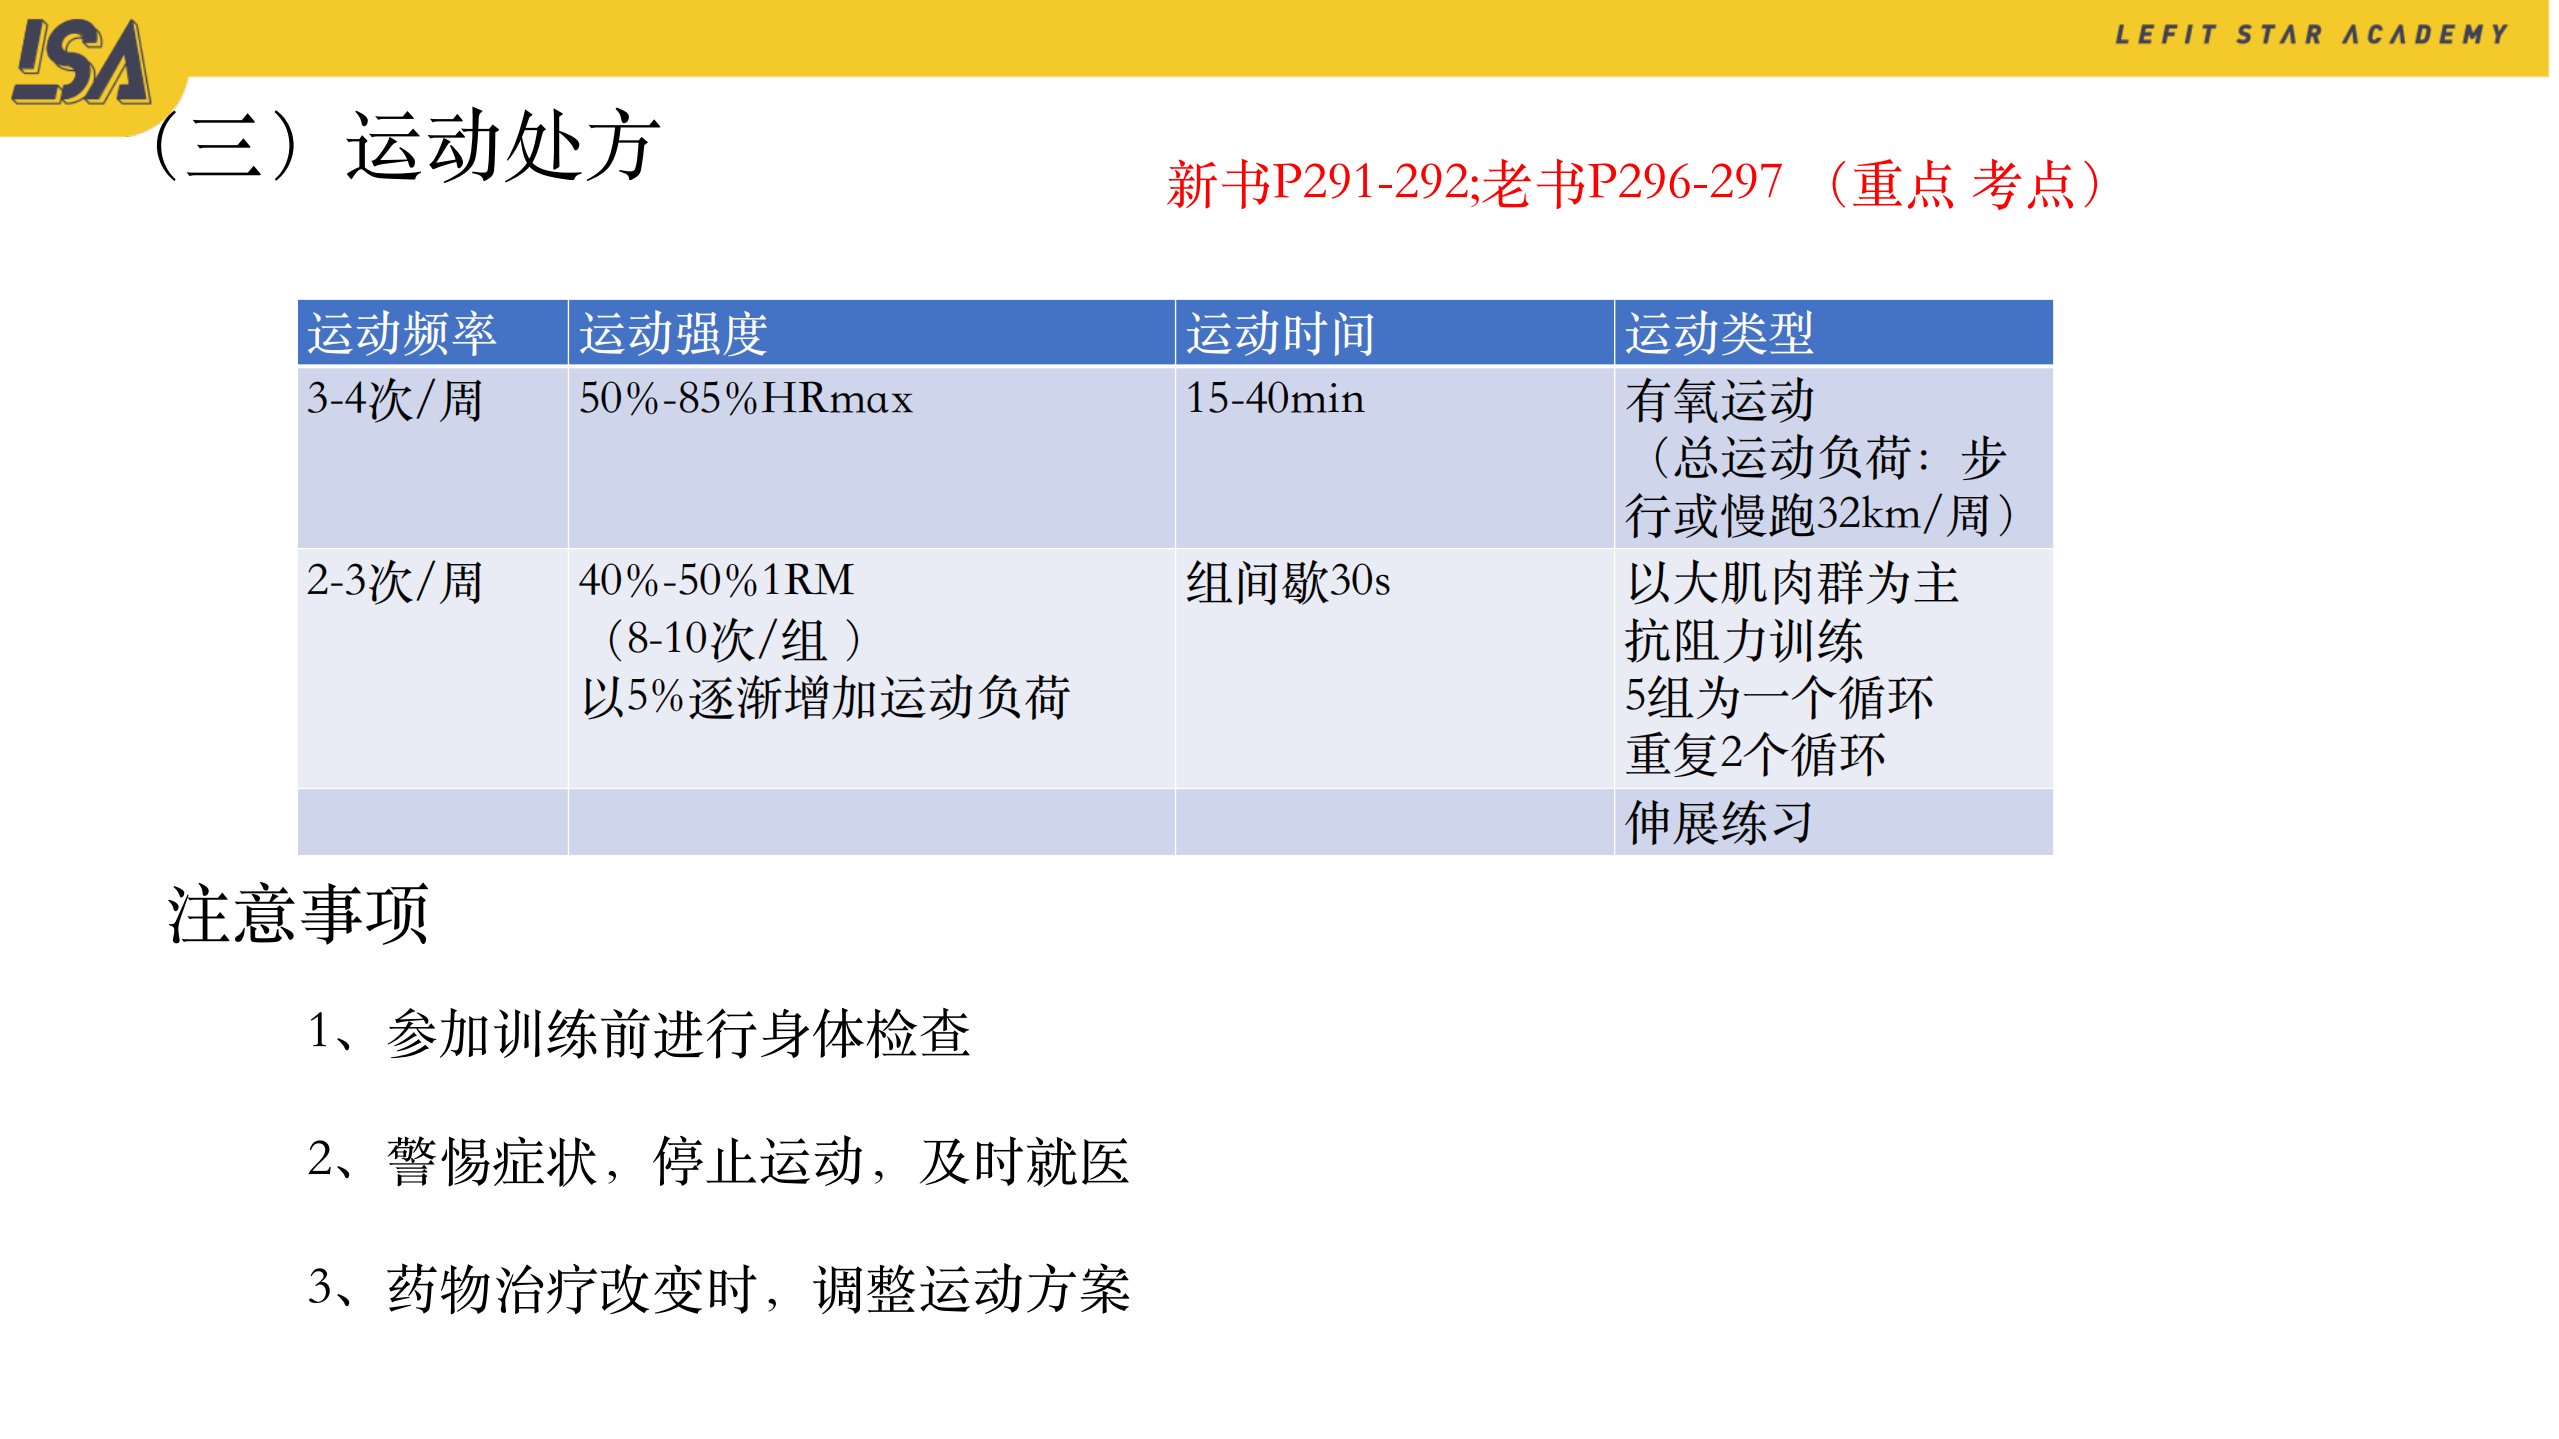 LSA
LEFIT STAR ACADEMY
（三）运动处方
新书P291-292;老书P296-297 （重点 考点）
运动频率 运动强度 运动时间 运动类型
3-4次/周 50%-85%HRmax 15-40min 有氧运动
（总运动负荷：步
行或慢跑32km/周）
2-3次/周 40%-50%1RM 组间歇30s 以大肌肉群为主
（8-10次/组 ） 抗阻力训练
以5%逐渐增加运动负荷 5组为一个循环
重复2个循环
伸展练习
注意事项
1、参加训练前进行身体检查
2、警惕症状，停止运动，及时就医
3、药物治疗改变时，调整运动方案